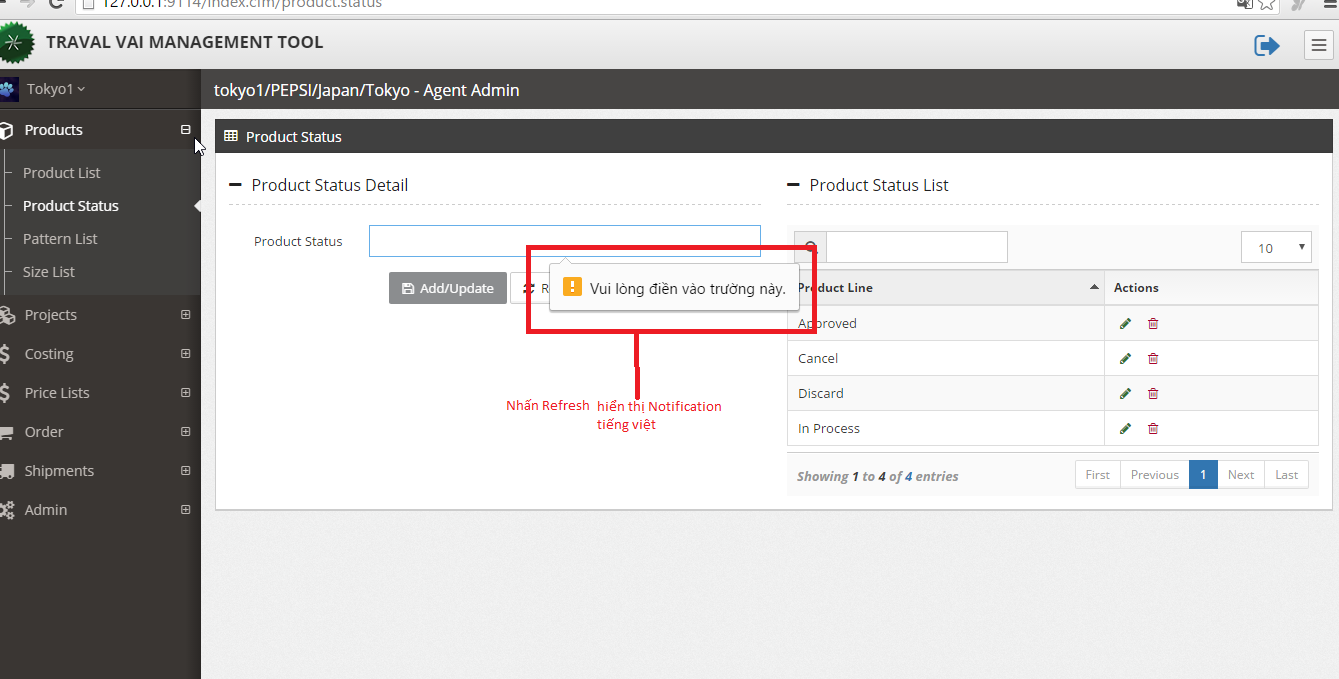 127.0.0.1:9114/index.cfm/product.status
TRAVAL VAI MANAGEMENT TOOL
Tokyo1
tokyo1/PEPSI/Japan/Tokyo - Agent Admin
Products
Product List
Product Status
Pattern List
Size List
Projects
Costing
Price Lists
Order
Shipments
Admin
Product Status
Product Status Detail
Product Status
Add/Update
R
Vui lòng điền vào trường này.
Nhấn Refresh hiển thị Notification
tiếng việt
Product Status List
10
Product Line Actions
Approved
Cancel
Discard
In Process
Showing 1 to 4 of 4 entries
First Previous 1 Next Last